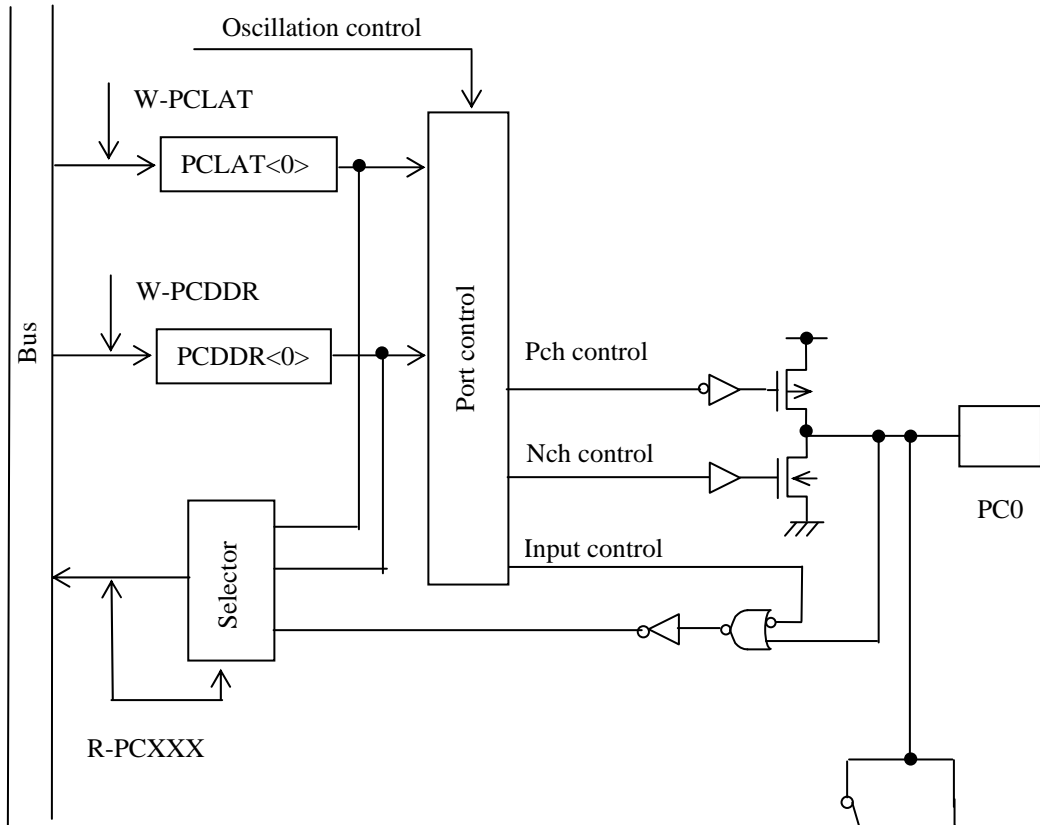 Oscillation control
W-PCLAT
PCLAT<0>
W-PCDDR
Bus
PCDDR<0>
Port control
Pch control
Nch control
PC0
Input control
Selector
R-PCXXX